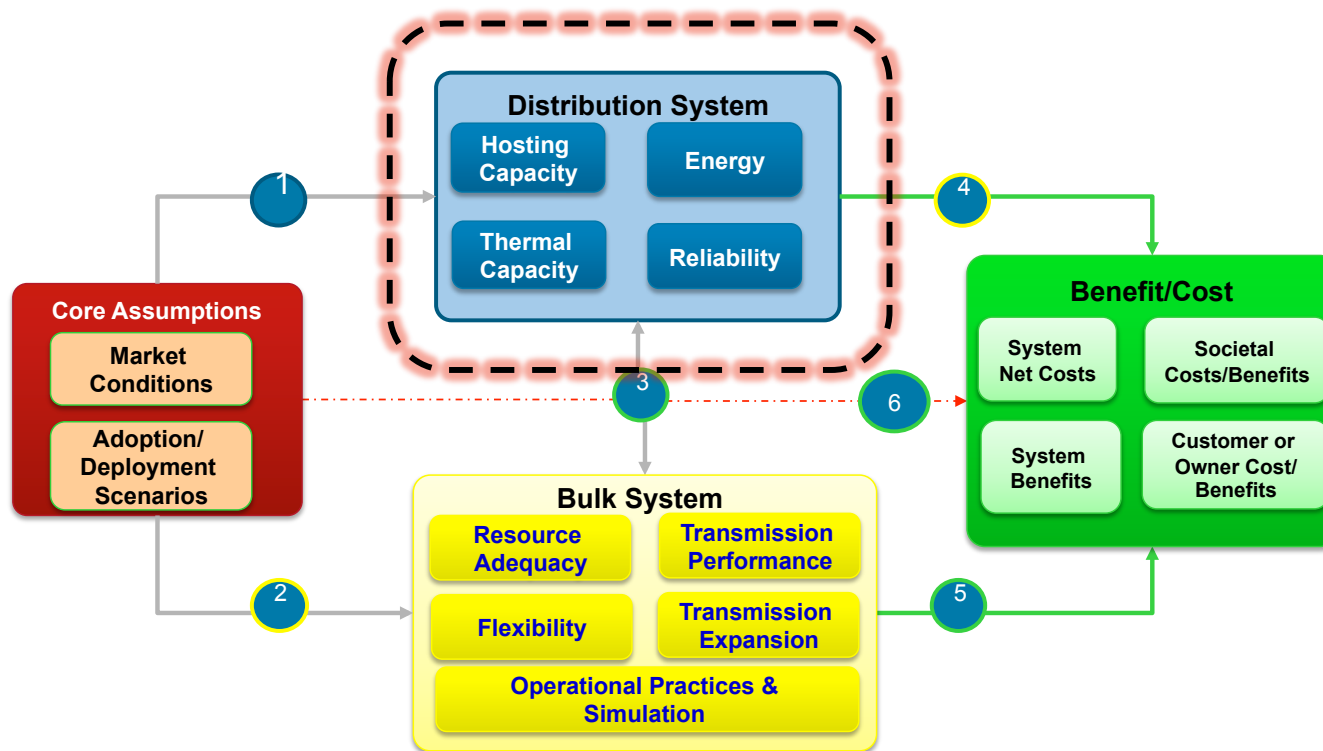 Distribution System
Hosting
Capacity
Energy
Thermal
Capacity
Reliability
1
4
Core Assumptions
Market
Conditions
Adoption/
Deployment
Scenarios
3
6
Benefit/Cost
System
Net Costs
Societal
Costs/Benefits
System
Benefits
Customer or
Owner Cost/
Benefits
2
5
Bulk System
Resource
Adequacy
Transmission
Performance
Flexibility
Transmission
Expansion
Operational Practices &
Simulation